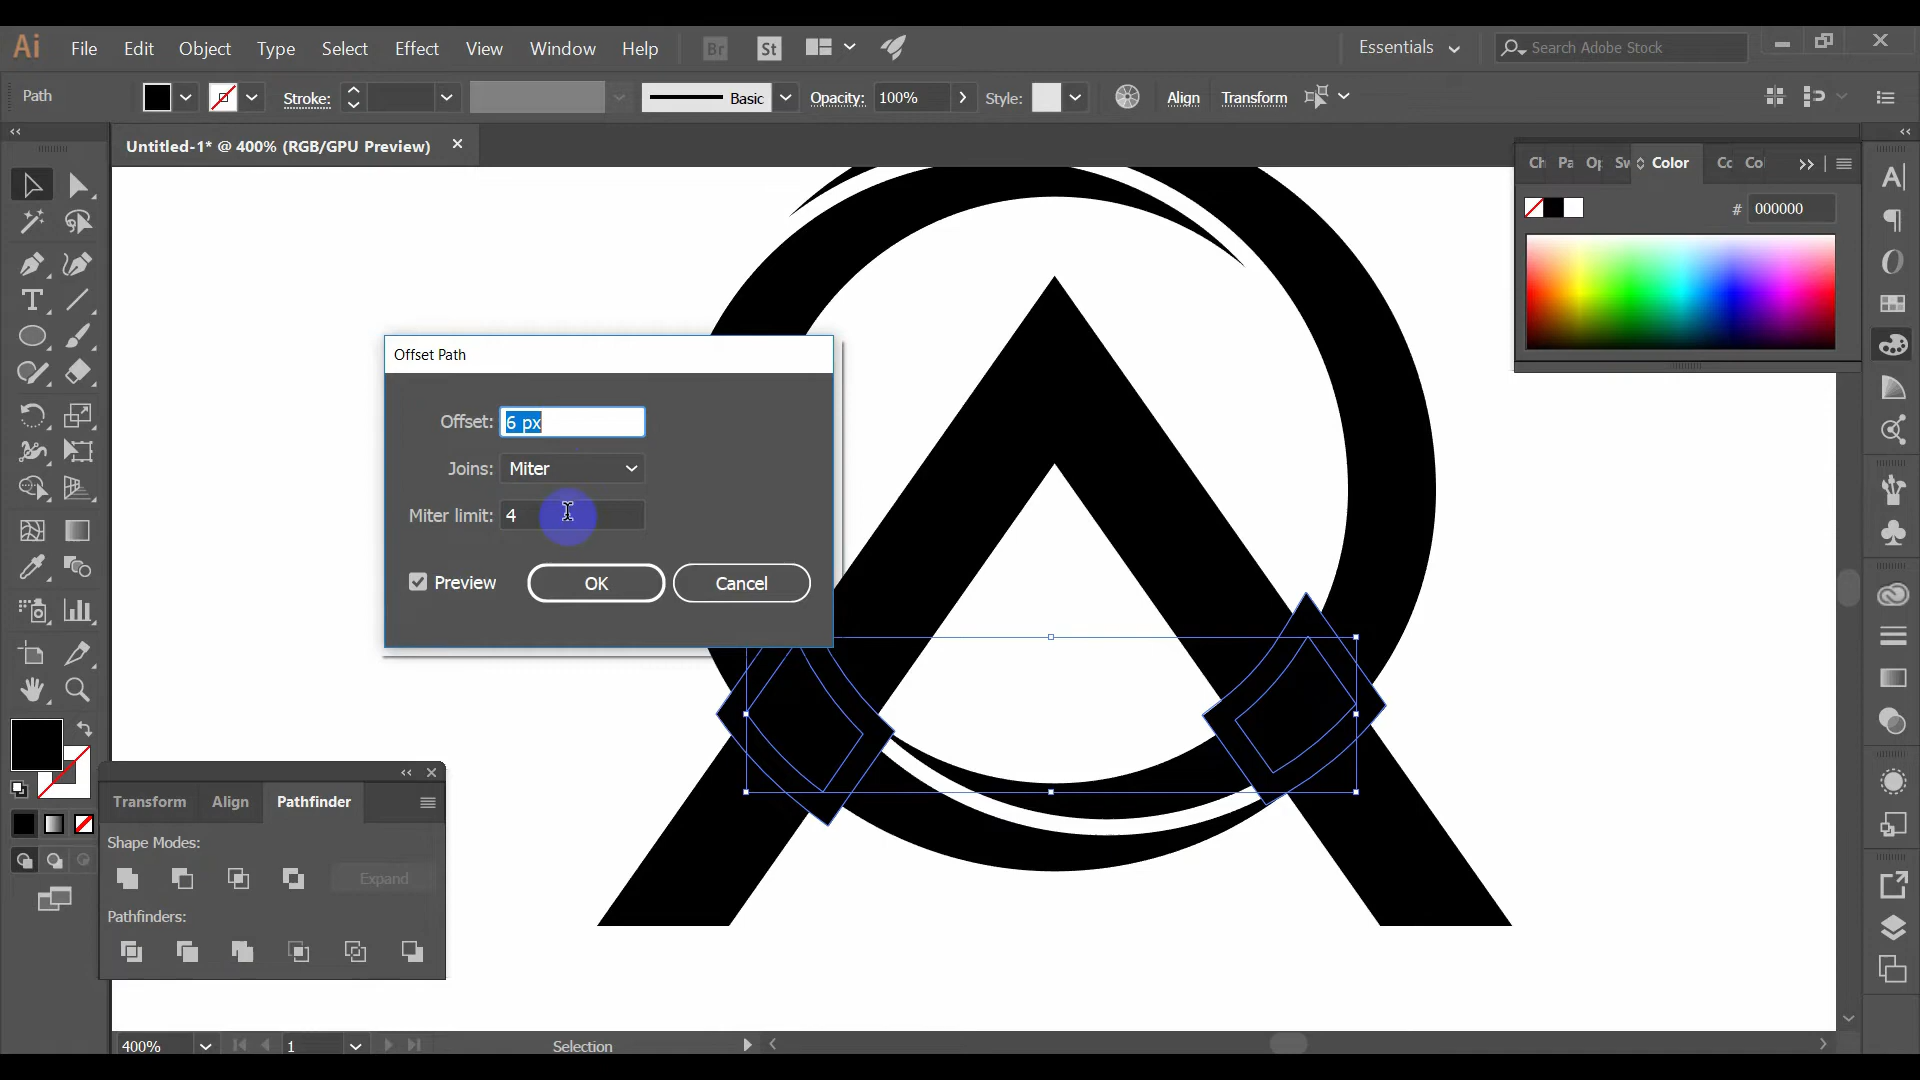 Ai File Edit Object Type Select Effect View Window Help Br St Essentials Search Adobe Stock
Path Stroke: Basic Opacity: 100% Style: Align Transform
Untitled-1* @ 400% (RGB/GPU Preview)
Ch Pa Op Sw Color Cc Co
# 000000
Offset Path
Offset: 6 px
Joins: Miter
Miter limit: 4
Preview OK Cancel
Transform Align Pathfinder
Shape Modes:
Expand
Pathfinders:
400% 1 Selection